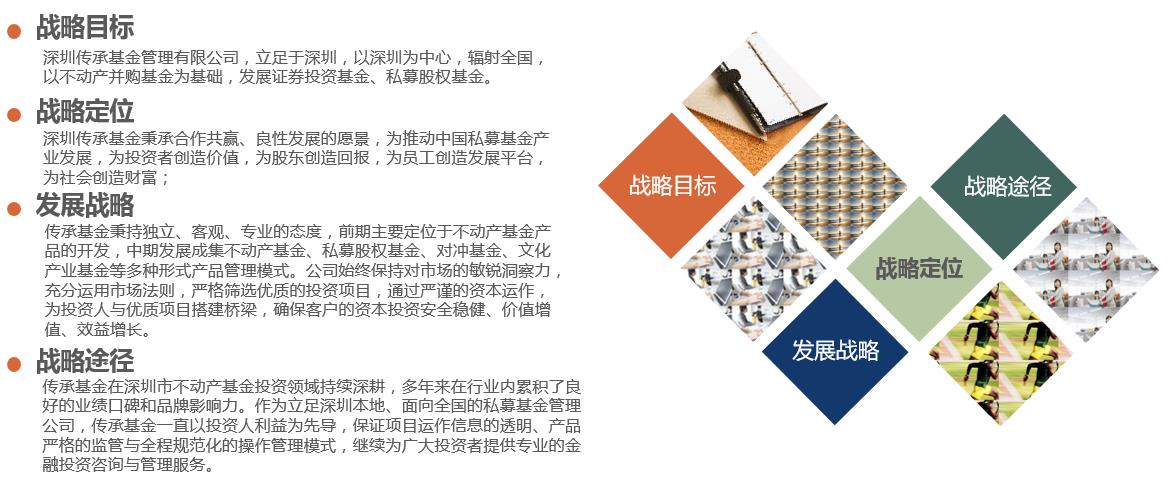 战略目标
深圳传承基金管理有限公司，立足于深圳，以深圳为中心，辐射全国，
以不动产并购基金为基础，发展证券投资基金、私募股权基金。
战略定位
深圳传承基金秉承合作共赢、良性发展的愿景，为推动中国私募基金产
业发展，为投资者创造价值，为股东创造回报，为员工创造发展平台，
为社会创造财富；
发展战略
传承基金秉持独立、客观、专业的态度，前期主要定位于不动产基金产
品的开发，中期发展成集不动产基金、私募股权基金、对冲基金、文化
产业基金等多种形式产品管理模式。公司始终保持对市场的敏锐洞察力，
充分运用市场法则，严格筛选优质的投资项目，通过严谨的资本运作，
为投资人与优质项目搭建桥梁，确保客户的资本投资安全稳健、价值增
值、效益增长。
战略途径
传承基金在深圳市不动产基金投资领域持续深耕，多年来在行业内累积了良
好的业绩口碑和品牌影响力。作为立足深圳本地、面向全国的私募基金管理
公司，传承基金一直以投资人利益为先导，保证项目运作信息的透明、产品
严格的监管与全程规范化的操作管理模式，继续为广大投资者提供专业的金
融投资咨询与管理服务。
战略目标
战略途径
战略定位
发展战略